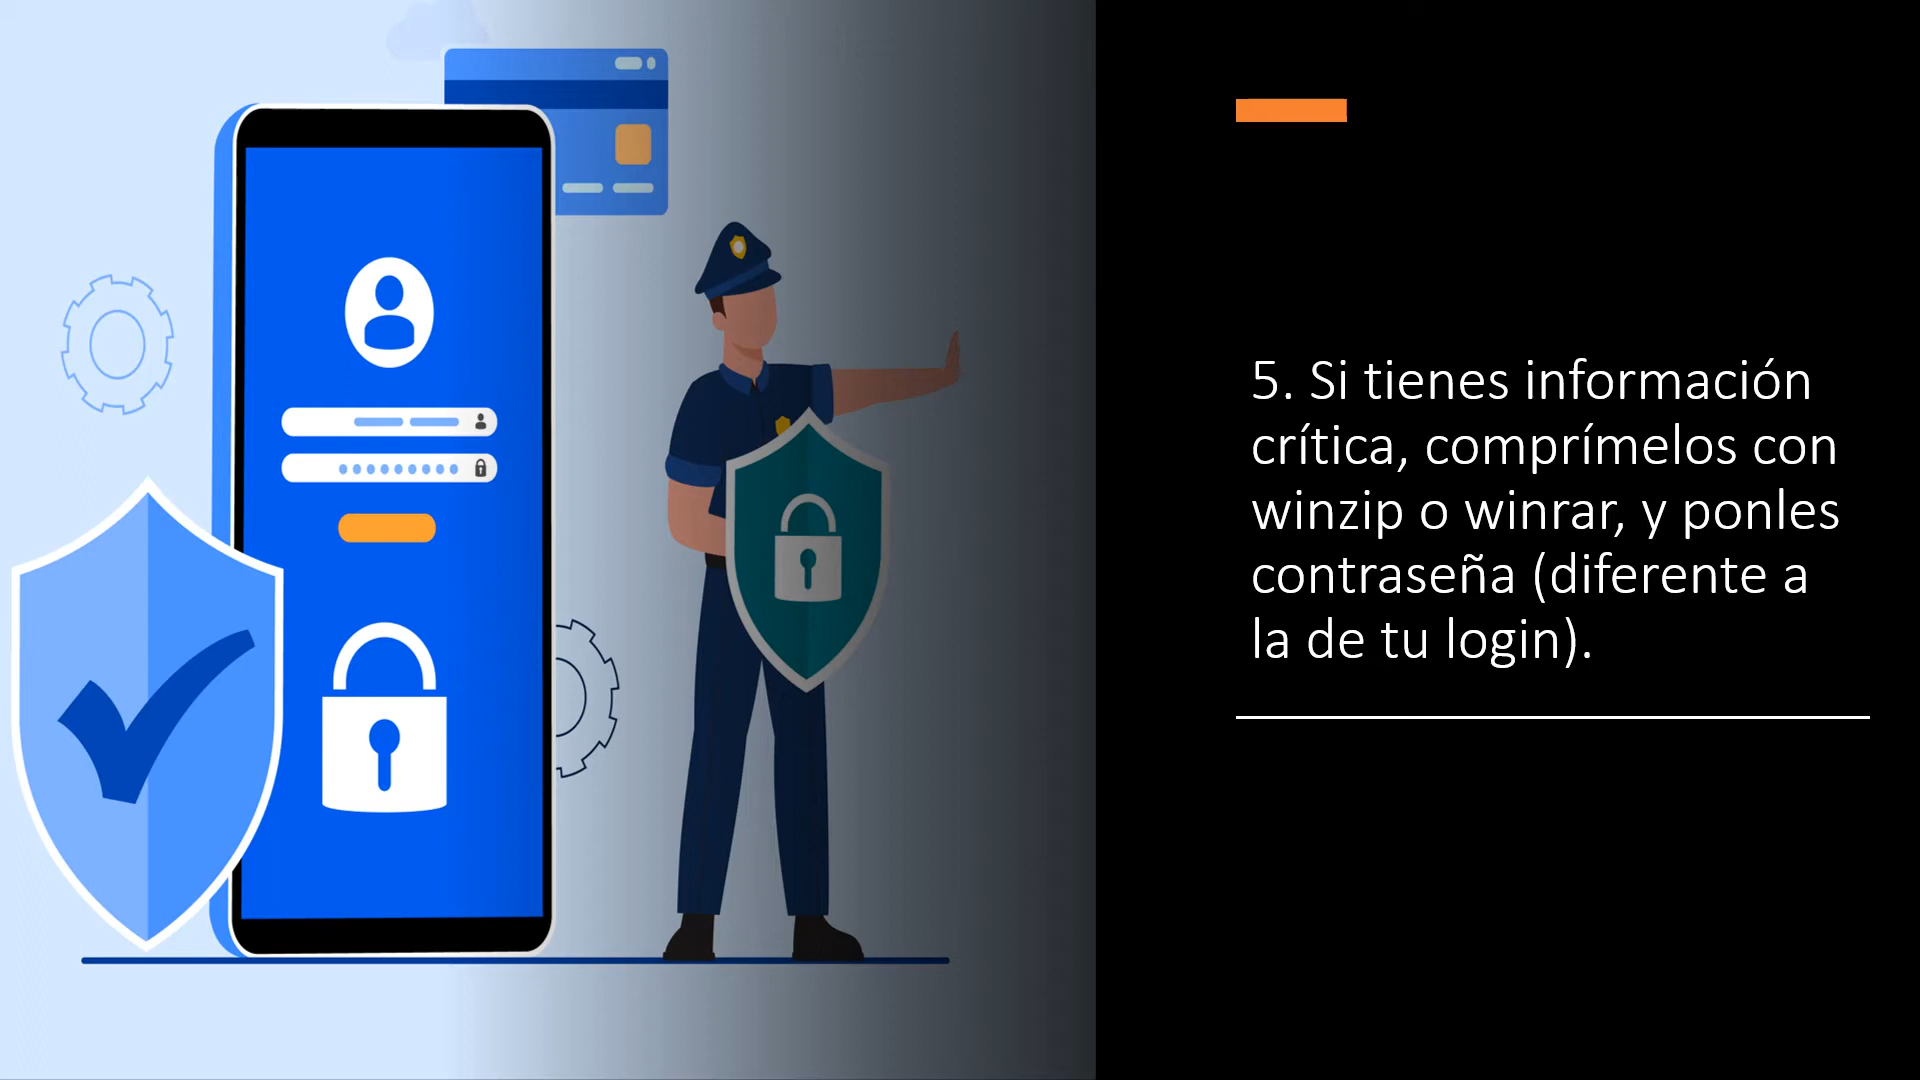 5. Si tienes información
crítica, comprímelos con
winzip o winrar, y ponles
contraseña (diferente a
la de tu login).